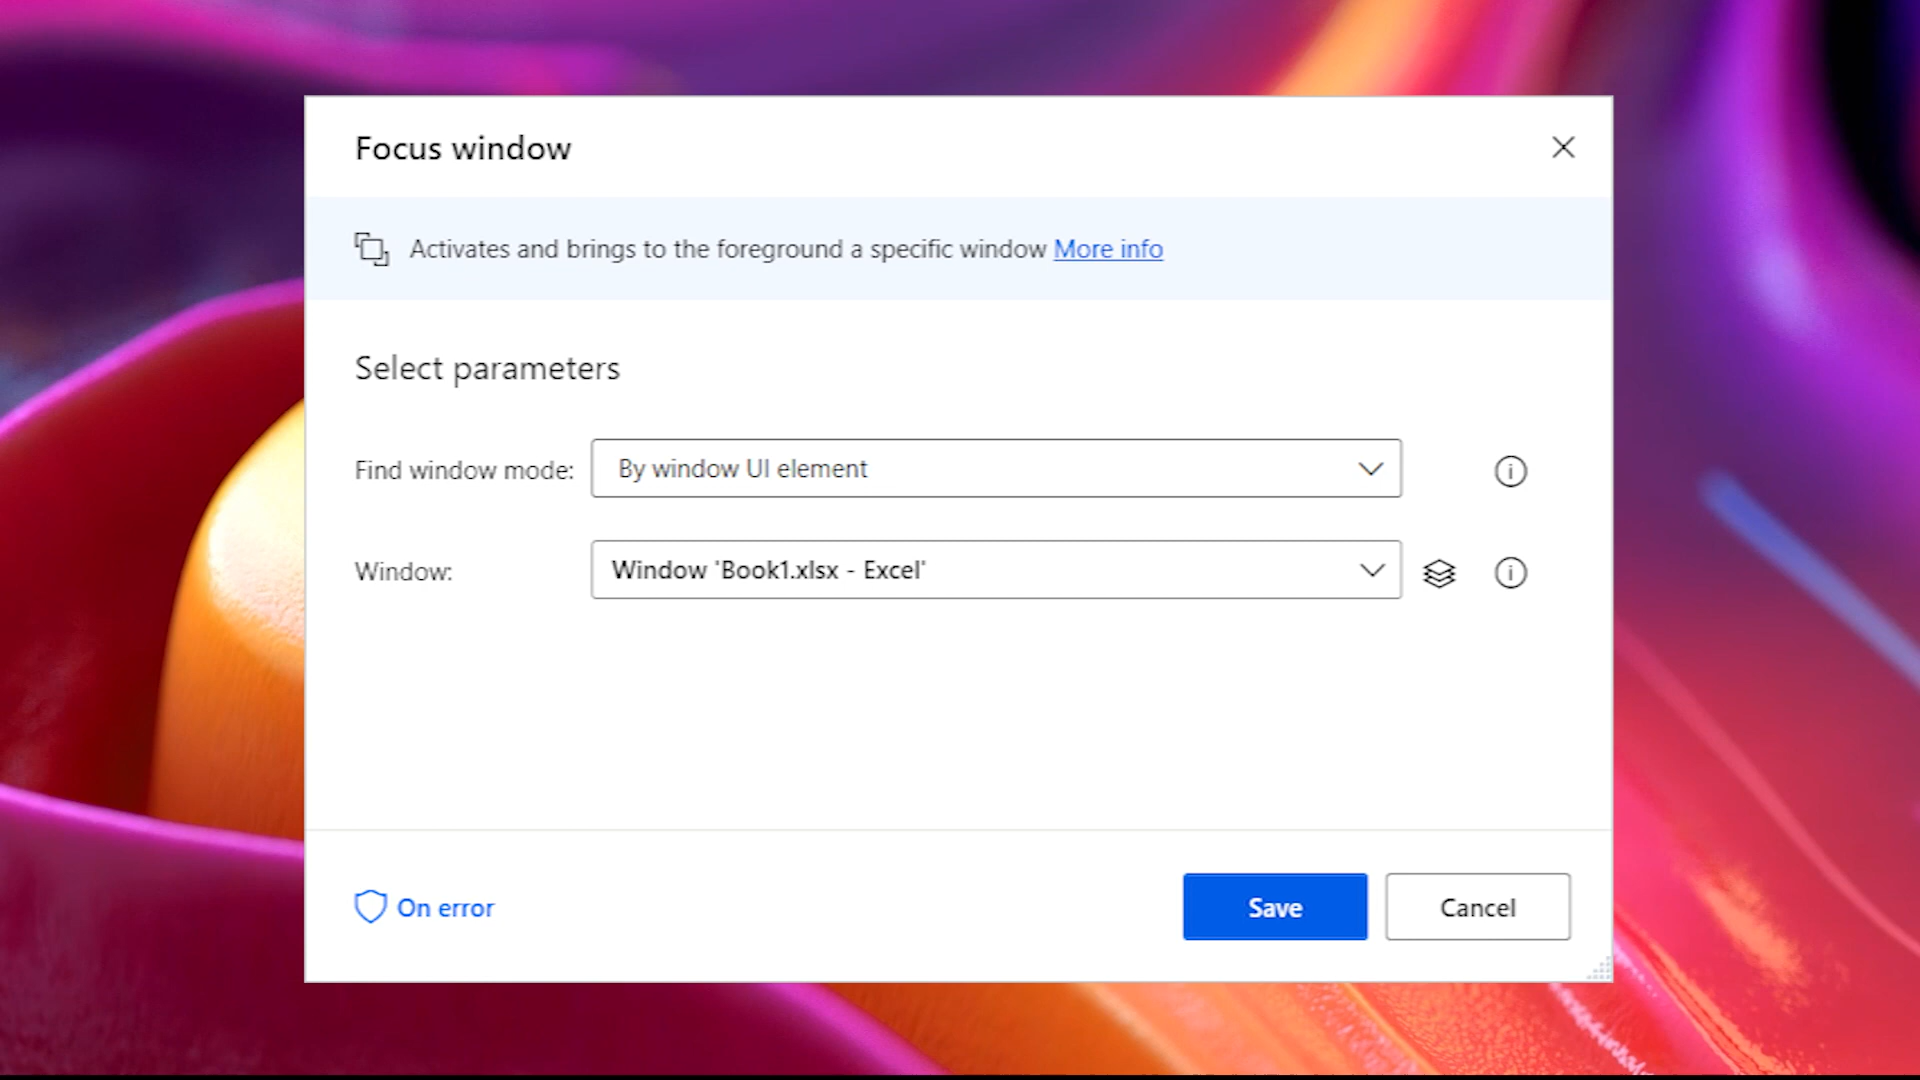 Focus window
Activates and brings to the foreground a specific window More info
Select parameters
Find window mode: By window UI element
Window: Window 'Book1.xlsx - Excel'
On error Save Cancel